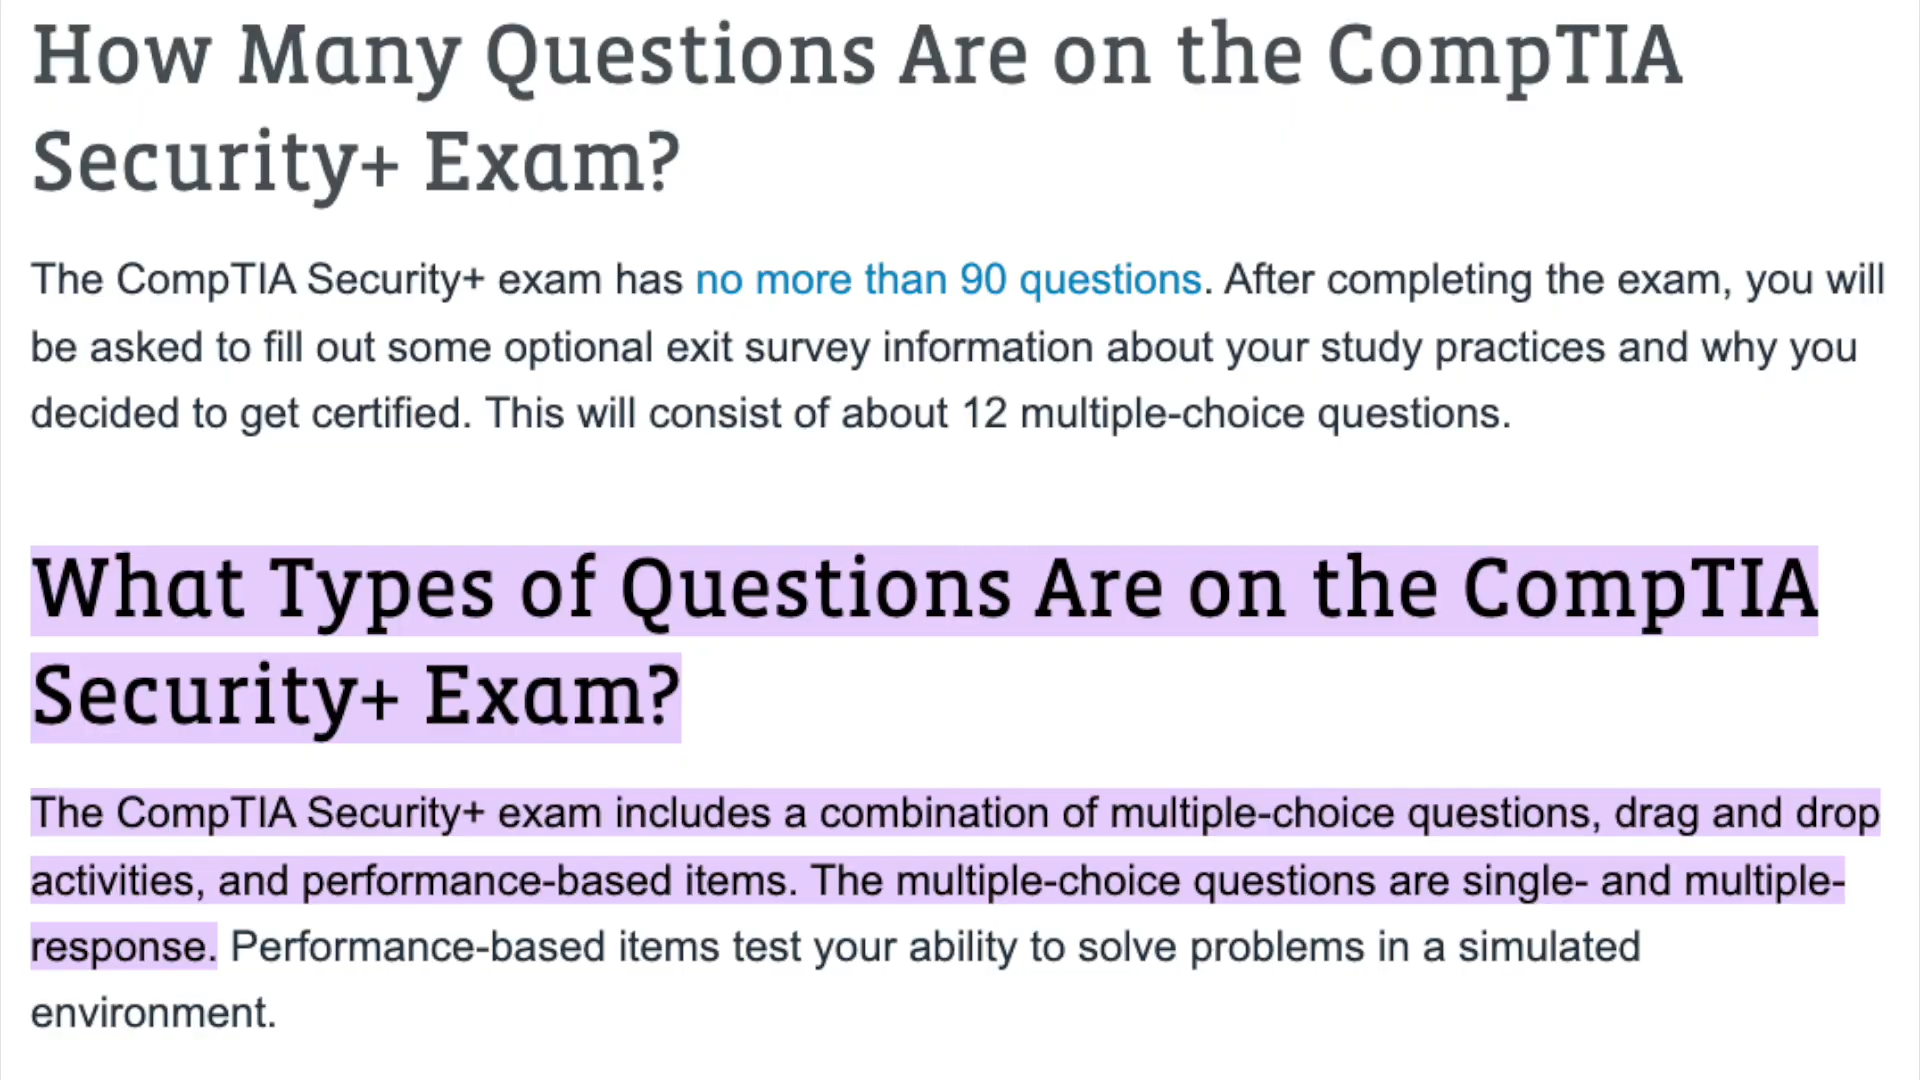 How Many Questions Are on the CompTIA
Security+ Exam?
The CompTIA Security+ exam has no more than 90 questions. After completing the exam, you will
be asked to fill out some optional exit survey information about your study practices and why you
decided to get certified. This will consist of about 12 multiple-choice questions.
What Types of Questions Are on the CompTIA
Security+ Exam?
The CompTIA Security+ exam includes a combination of multiple-choice questions, drag and drop
activities, and performance-based items. The multiple-choice questions are single- and multiple-
response. Performance-based items test your ability to solve problems in a simulated
environment.